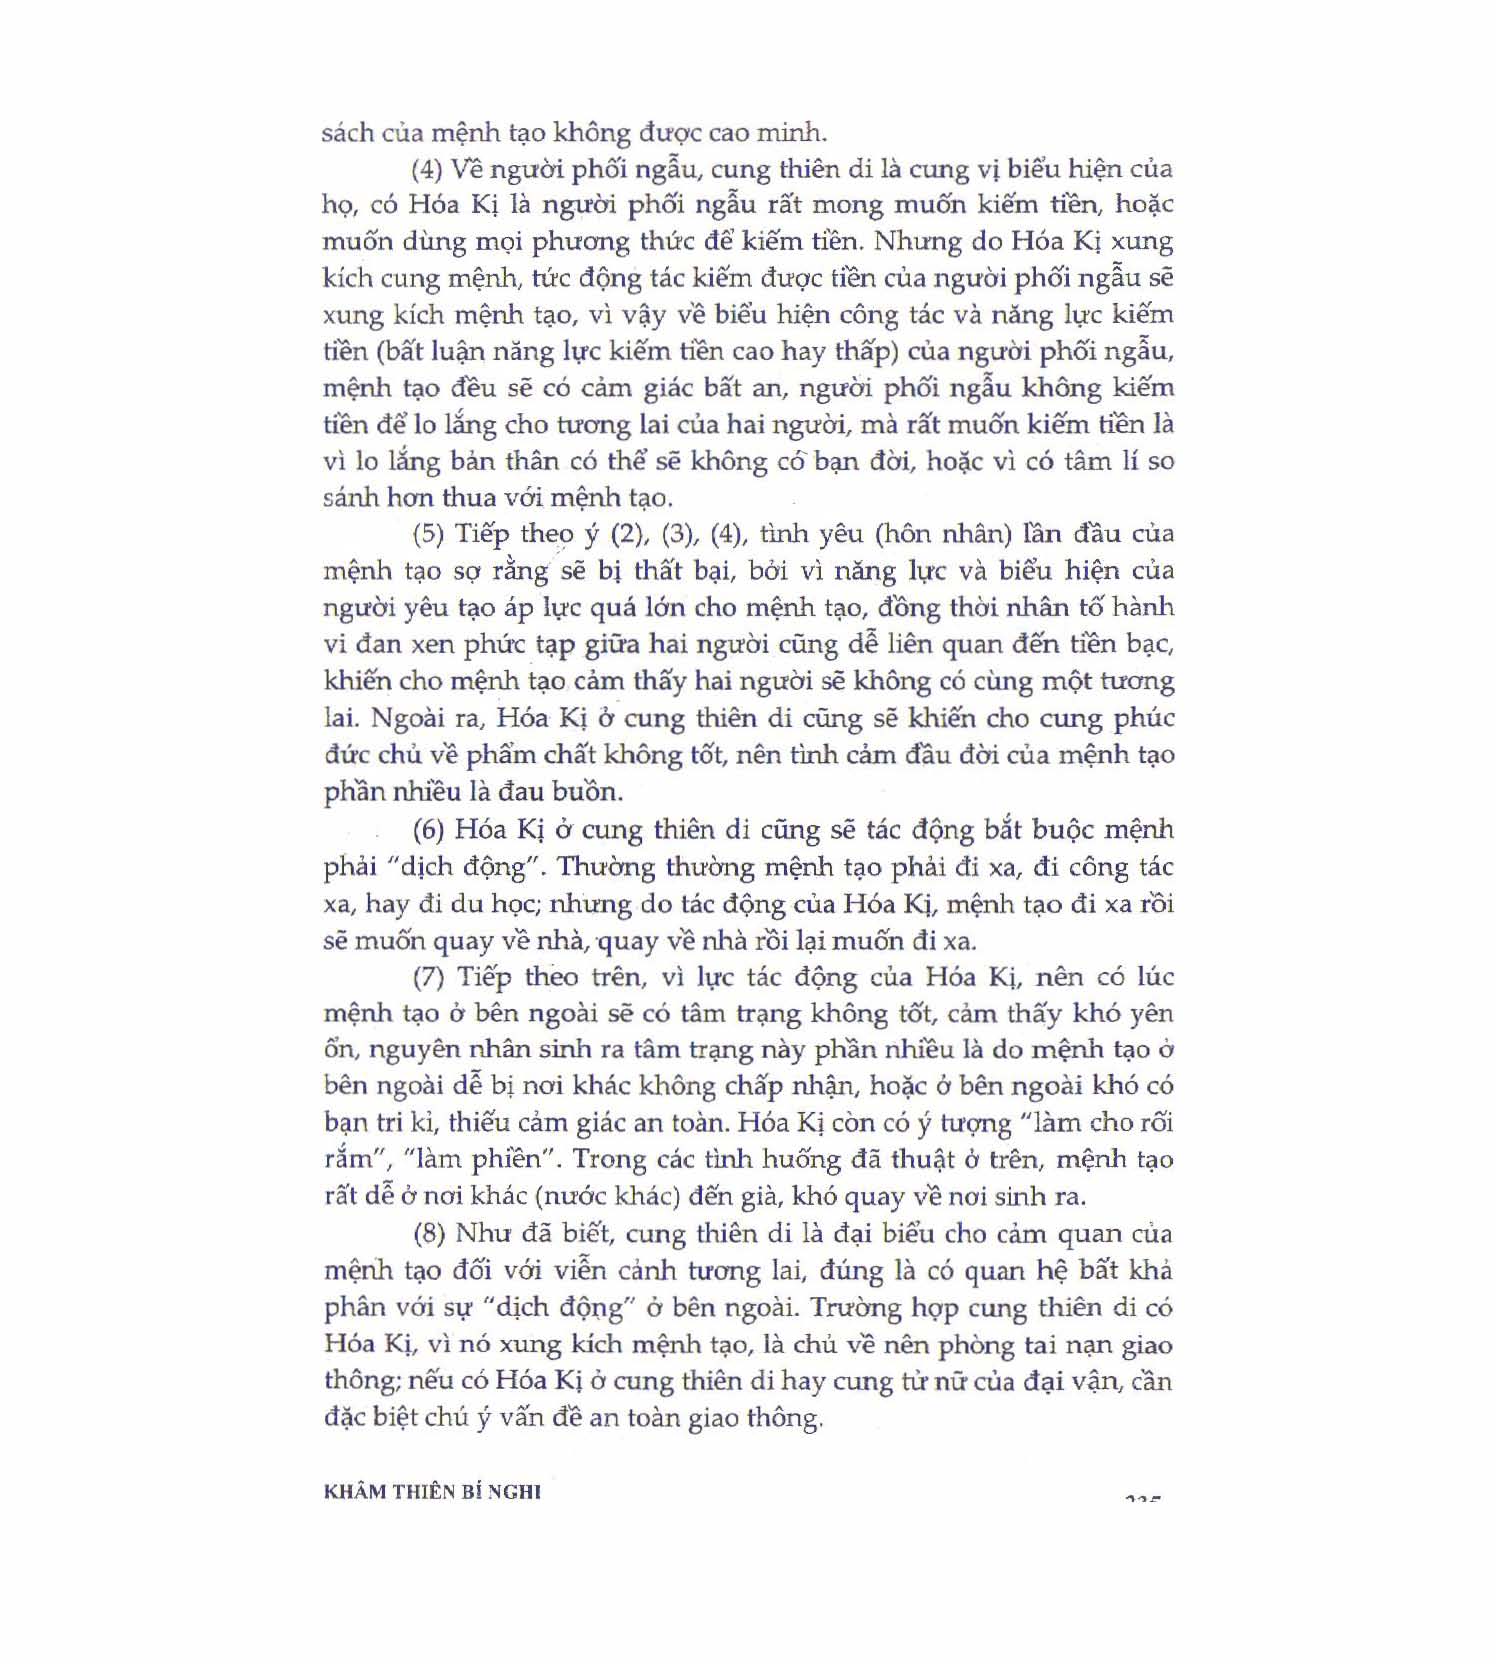 sách của mệnh tạo không được cao minh.
(4) Về người phối ngẫu, cung thiên di là cung vị biểu hiện của
họ, có Hóa Kị là người phối ngẫu rất mong muốn kiếm tiền, hoặc
muốn dùng mọi phương thức để kiếm tiền. Nhưng do Hóa Kị xung
kích cung mệnh, tức động tác kiếm được tiền của người phối ngẫu sẽ
xung kích mệnh tạo, vì vậy về biểu hiện công tác và năng lực kiếm
tiền (bất luận năng lực kiếm tiền cao hay thấp) của người phối ngẫu,
mệnh tạo đều sẽ có cảm giác bất an, người phối ngẫu không kiếm
tiền để lo lắng cho tương lai của hai người, mà rất muốn kiếm tiền là
vì lo lắng bản thân có thể sẽ không có bạn đời, hoặc vì có tâm lí so
sánh hơn thua với mệnh tạo.
(5) Tiếp theo ý (2), (3), (4), tình yêu (hôn nhân) lần đầu của
mệnh tạo sợ rằng sẽ bị thất bại, bởi vì năng lực và biểu hiện của
người yêu tạo áp lực quá lớn cho mệnh tạo, đồng thời nhân tố hành
vi đan xen phức tạp giữa hai người cũng dễ liên quan đến tiền bạc,
khiến cho mệnh tạo cảm thấy hai người sẽ không có cùng một tương
lai. Ngoài ra, Hóa Kị ở cung thiên di cũng sẽ khiến cho cung phúc
đức chủ về phẩm chất không tốt, nên tình cảm đầu đời của mệnh tạo
phần nhiều là đau buồn.
(6) Hóa Kị ở cung thiên di cũng sẽ tác động bắt buộc mệnh
phải "dịch động". Thường thường mệnh tạo phải đi xa, đi công tác
xa, hay đi du học; nhưng do tác động của Hóa Kị, mệnh tạo đi xa rồi
sẽ muốn quay về nhà, quay về nhà rồi lại muốn đi xa.
(7) Tiếp theo trên, vì lực tác động của Hóa Kị, nên có lúc
mệnh tạo ở bên ngoài sẽ có tâm trạng không tốt, cảm thấy khó yên
ổn, nguyên nhân sinh ra tâm trạng này phần nhiều là do mệnh tạo ở
bên ngoài dễ bị nơi khác không chấp nhận, hoặc ở bên ngoài khó có
bạn tri kỉ, thiếu cảm giác an toàn. Hóa Kị còn có ý tượng "làm cho rối
rắm", "làm phiền". Trong các tình huống đã thuật ở trên, mệnh tạo
rất dễ ở nơi khác (nước khác) đến già, khó quay về nơi sinh ra.
(8) Như đã biết, cung thiên di là đại biểu cho cảm quan của
mệnh tạo đối với viễn cảnh tương lai, đúng là có quan hệ bất khả
phân với sự "dịch động" ở bên ngoài. Trường hợp cung thiên di có
Hóa Kị, vì nó xung kích mệnh tạo, là chủ về nên phòng tai nạn giao
thông; nếu có Hóa Kị ở cung thiên di hay cung tử nữ của đại vận, cần
đặc biệt chú ý vấn đề an toàn giao thông.
KHÂM THIÊN BÍ NGHI